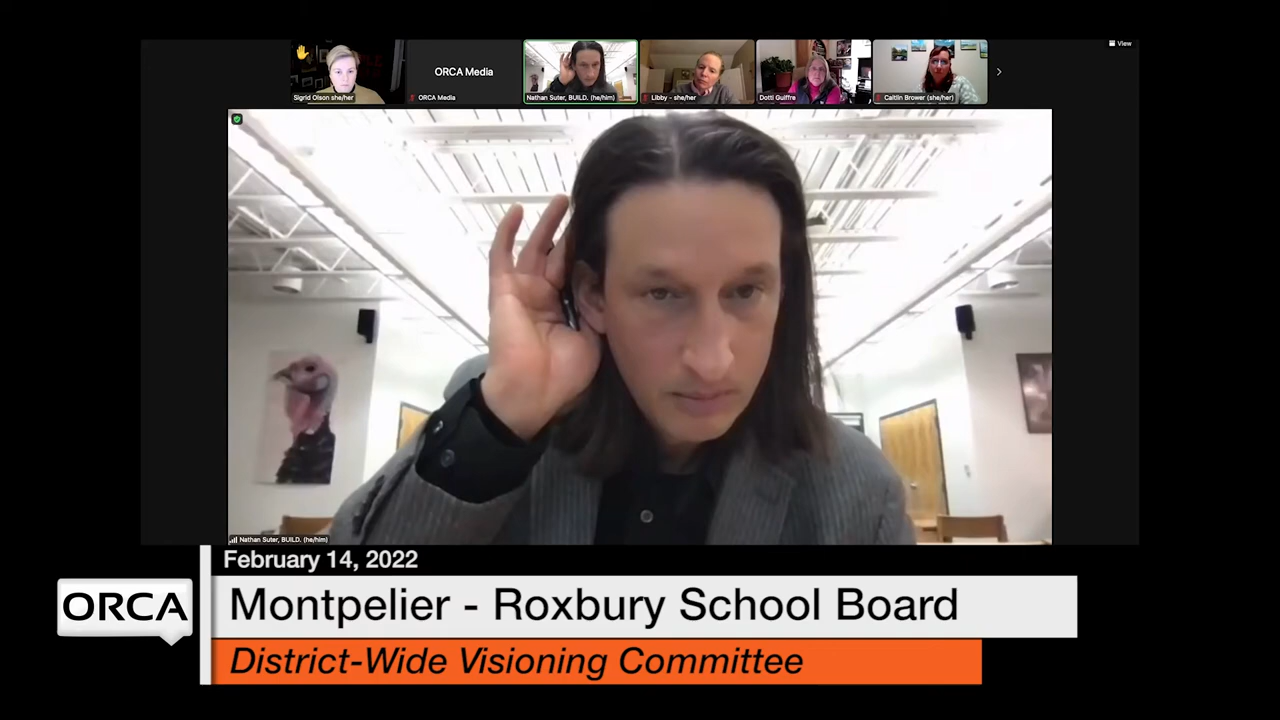 View
ORCA Media
Sigrid Olson she/her
ORCA Media
Nathan Suter, BUILD. (he/him)
Libby - she/her
Dotti Guiffre
Caitlin Brower (she/her)
Nathan Suter, BUILD. (he/him)
February 14, 2022
ORCA
Montpelier - Roxbury School Board
District-Wide Visioning Committee